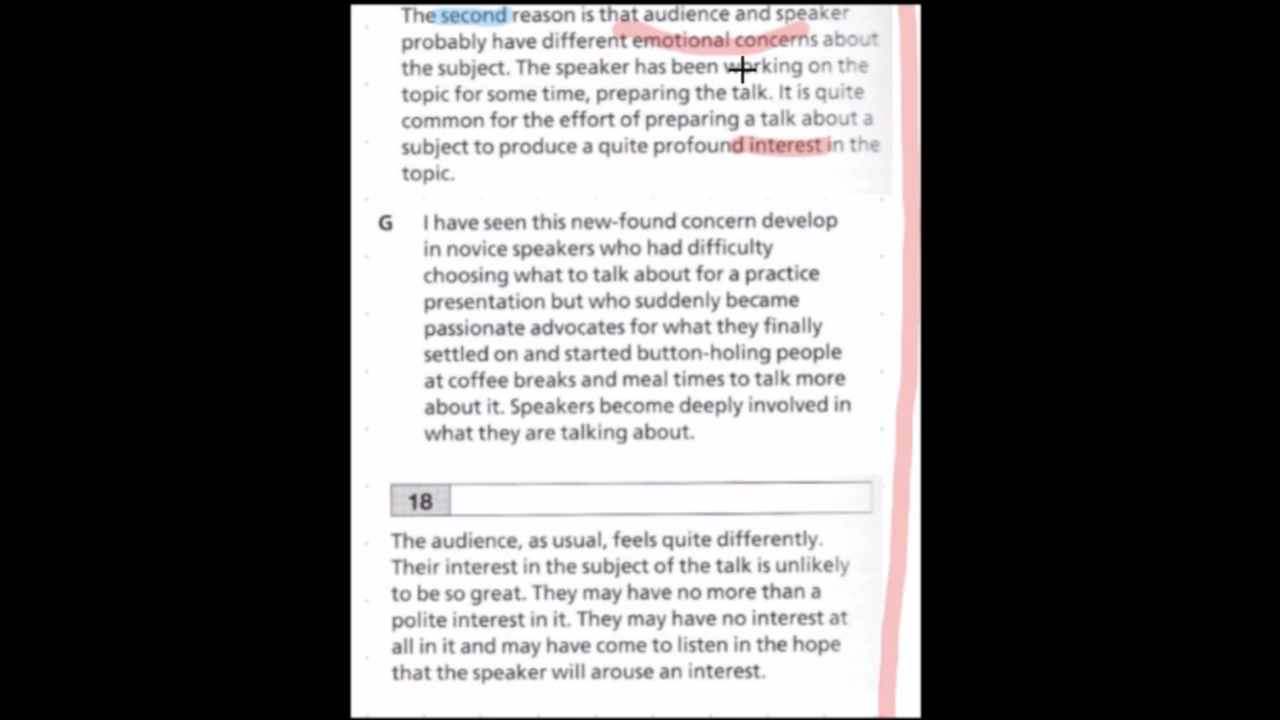 The second reason is that audience and speaker
probably have different emotional concerns about
the subject. The speaker has been working on the
topic for some time, preparing the talk. It is quite
common for the effort of preparing a talk about a
subject to produce a quite profound interest in the
topic.
G I have seen this new-found concern develop
in novice speakers who had difficulty
choosing what to talk about for a practice
presentation but who suddenly became
passionate advocates for what they finally
settled on and started button-holing people
at coffee breaks and meal times to talk more
about it. Speakers become deeply involved in
what they are talking about.
18
The audience, as usual, feels quite differently.
Their interest in the subject of the talk is unlikely
to be so great. They may have no more than a
polite interest in it. They may have no interest at
all in it and may have come to listen in the hope
that the speaker will arouse an interest.